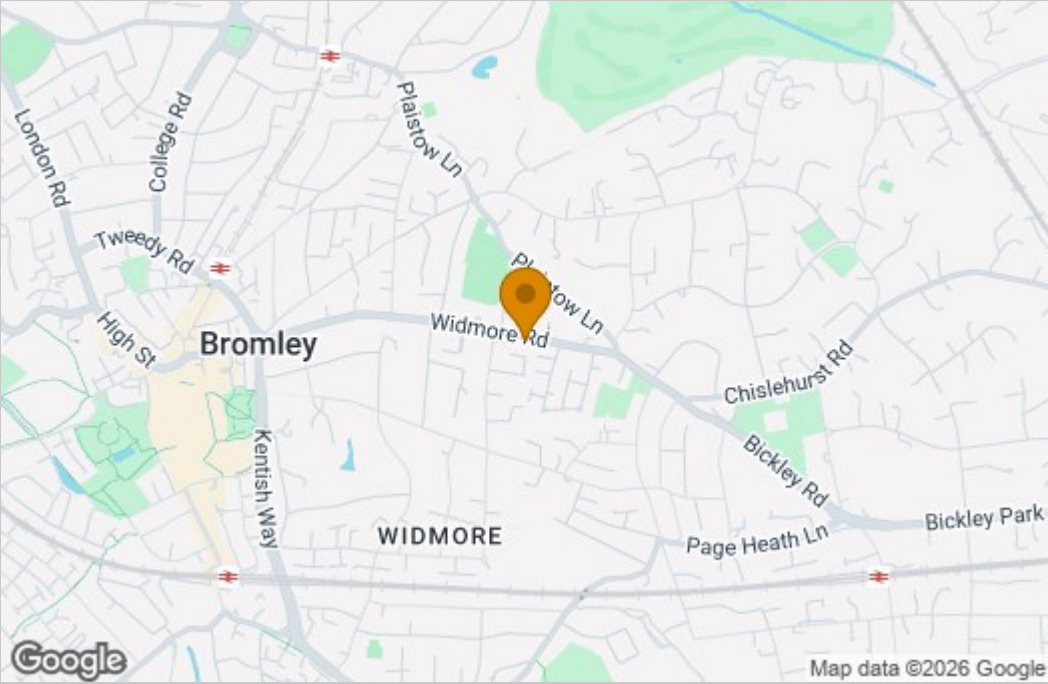 London Rd
College Rd
Plaistow Ln
Tweedy Rd
Plaistow Ln
Widmore Rd
High St
Bromley
Chislehurst Rd
Kentish Way
Bickley Rd
WIDMORE
Page Heath Ln
Bickley Park
Google
Map data ©2026 Google